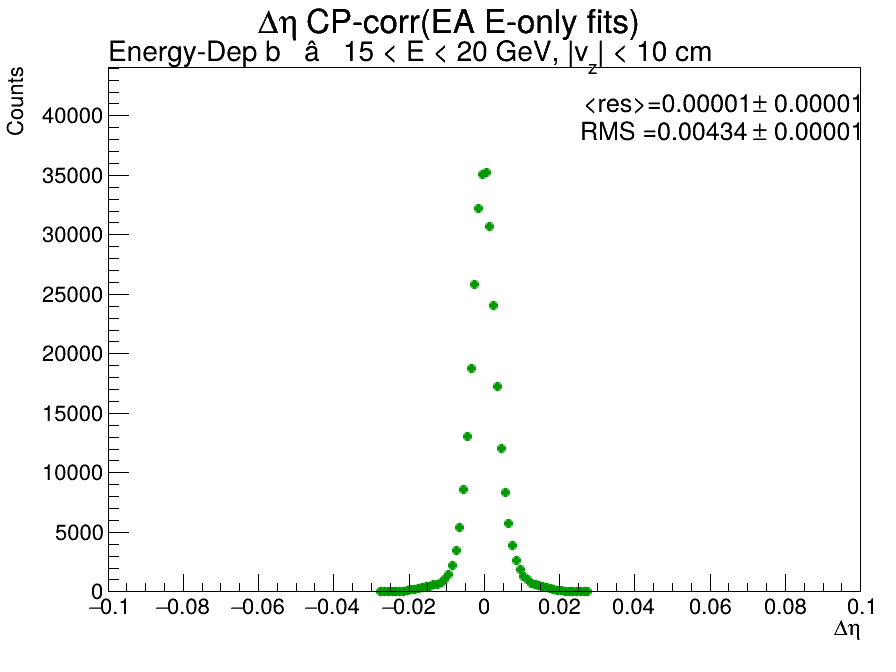 Δη CP-corr(EA E-only fits)
Energy-Dep b â 15 < E < 20 GeV, |v_z| < 10 cm
Counts
<res>=0.00001± 0.00001
RMS =0.00434 ± 0.00001
40000
35000
30000
25000
20000
15000
10000
5000
0
−0.1 −0.08 −0.06 −0.04 −0.02 0 0.02 0.04 0.06 0.08 0.1
Δη